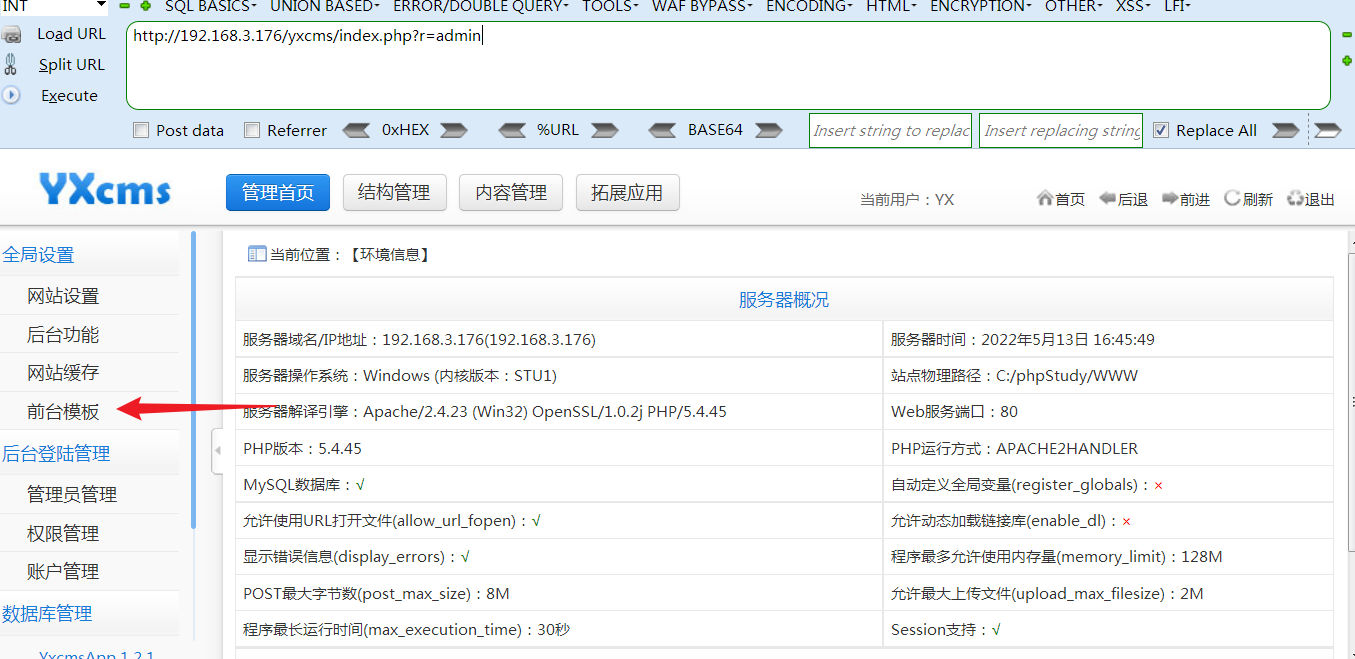 INT SQL BASICS UNION BASED ERROR/DOUBLE QUERY TOOLS WAF BYPASS ENCODING HTML ENCRYPTION OTHER XSS LFI
Load URL http://192.168.3.176/yxcms/index.php?r=admin
Split URL
Execute
Post data Referrer 0xHEX %URL BASE64 Insert string to replac Insert replacing string Replace All
YXcms 管理首页 结构管理 内容管理 拓展应用 当前用户：YX 首页 后退 前进 刷新 退出
全局设置
网站设置
后台功能
网站缓存
前台模板
后台登陆管理
管理员管理
权限管理
账户管理
数据库管理
YxcmsApp 1.2.1
当前位置：【环境信息】
服务器概况
服务器域名/IP地址：192.168.3.176(192.168.3.176) 服务器时间：2022年5月13日 16:45:49
服务器操作系统：Windows (内核版本：STU1) 站点物理路径：C:/phpStudy/WWW
服务器解译引擎：Apache/2.4.23 (Win32) OpenSSL/1.0.2j PHP/5.4.45 Web服务端口：80
PHP版本：5.4.45 PHP运行方式：APACHE2HANDLER
MySQL数据库：√ 自动定义全局变量(register_globals)：×
允许使用URL打开文件(allow_url_fopen)：√ 允许动态加载链接库(enable_dl)：×
显示错误信息(display_errors)：√ 程序最多允许使用内存量(memory_limit)：128M
POST最大字节数(post_max_size)：8M 允许最大上传文件(upload_max_filesize)：2M
程序最长运行时间(max_execution_time)：30秒 Session支持：√